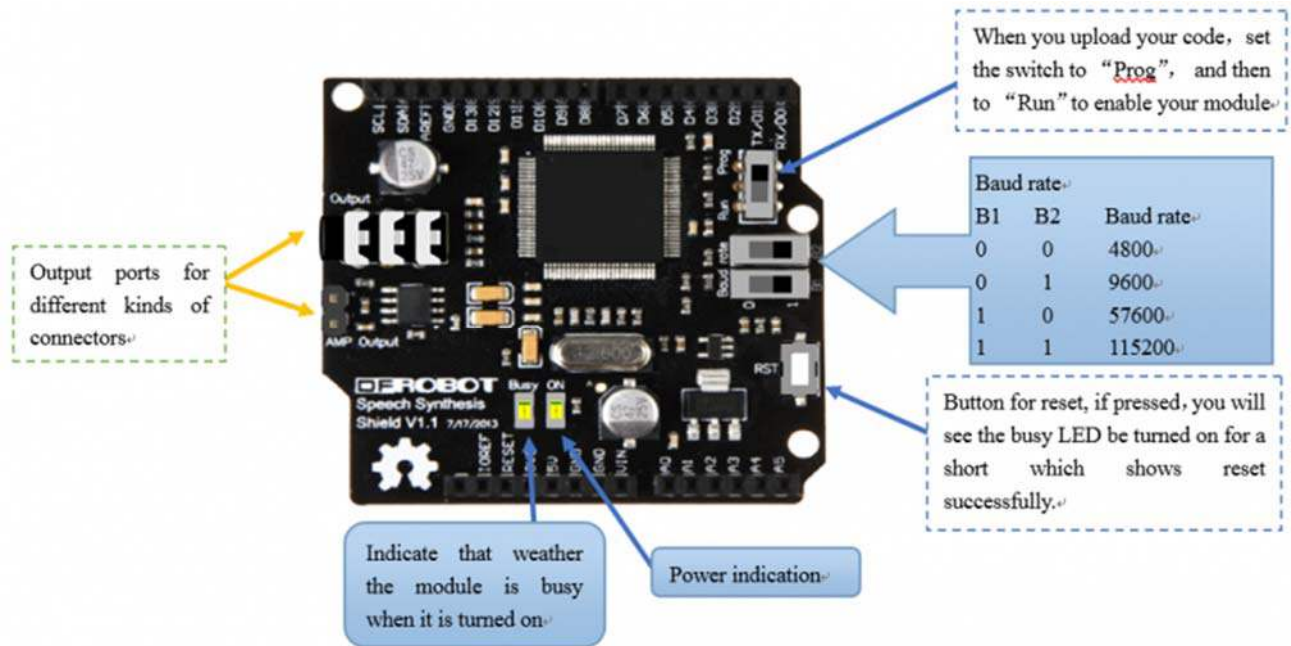 When you upload your code, set
the switch to “Prog”, and then
to “Run” to enable your module
SCL
SDA
AREF
GND
D13
D12
D11
D10
D9
D8
D7
D6
D5
D4
D3
D2
TX/D1
RX/D0
Prog
Run
Output
Baud rate
B1 B2 Baud rate
0 0 4800
0 1 9600
1 0 57600
1 1 115200
Output ports for
different kinds of
connectors
Baud rate
0 1
AMP Output
RST
DFROBOT Busy ON
Speech Synthesis
Shield V1.1 7/17/2013
IOREF
RESET
5V
GND
VIN
A0
A1
A2
A3
A4
A5
Button for reset, if pressed, you will
see the busy LED be turned on for a
short which shows reset
successfully.
Indicate that weather
the module is busy
when it is turned on
Power indication